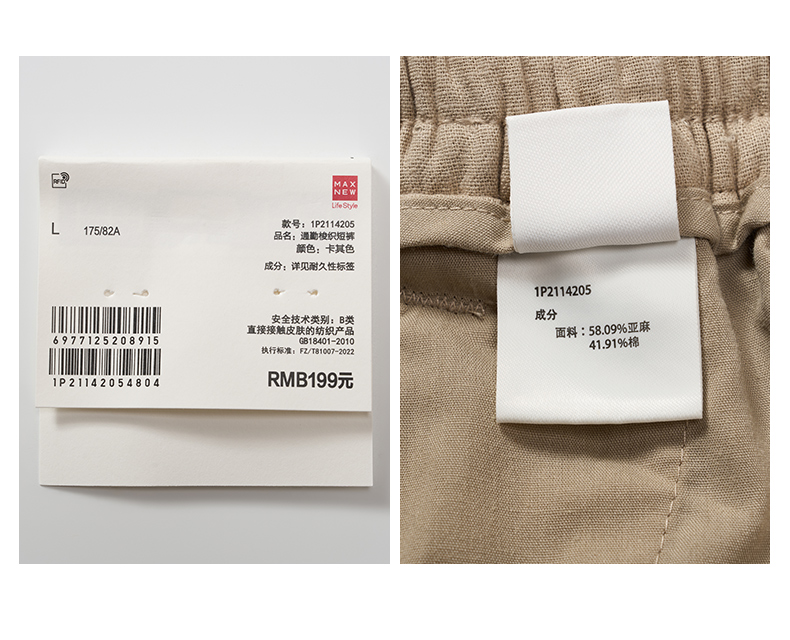 RFID
MAX
NEW
LifeStyle
L 175/82A
款号：1P2114205
品名：通勤梭织短裤
颜色：卡其色
成分：详见耐久性标签
安全技术类别：B类
直接接触皮肤的纺织产品
GB18401-2010
执行标准：FZ/T81007-2022
6977125208915
1P21142054804
RMB199元
1P2114205
成分
面料：58.09%亚麻
41.91%棉